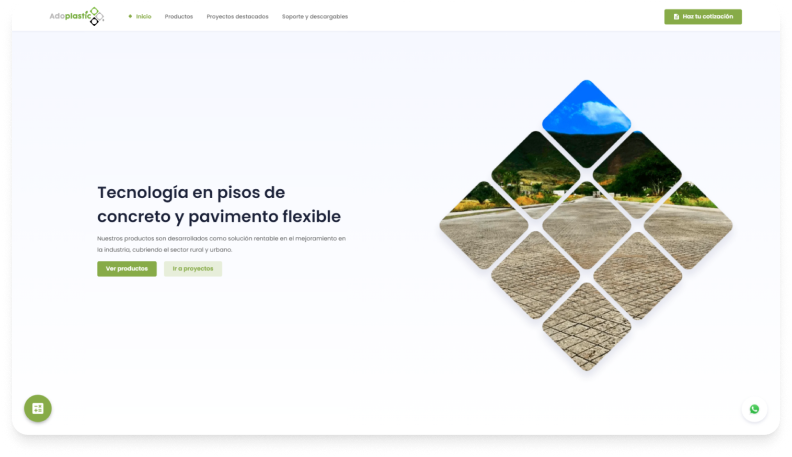 Adoplastic
Inicio Productos Proyectos destacados Soporte y descargables Haz tu cotización
Tecnología en pisos de
concreto y pavimento flexible
Nuestros productos son desarrollados como solución rentable en el mejoramiento en
la industria, cubriendo el sector rural y urbano.
Ver productos Ir a proyectos